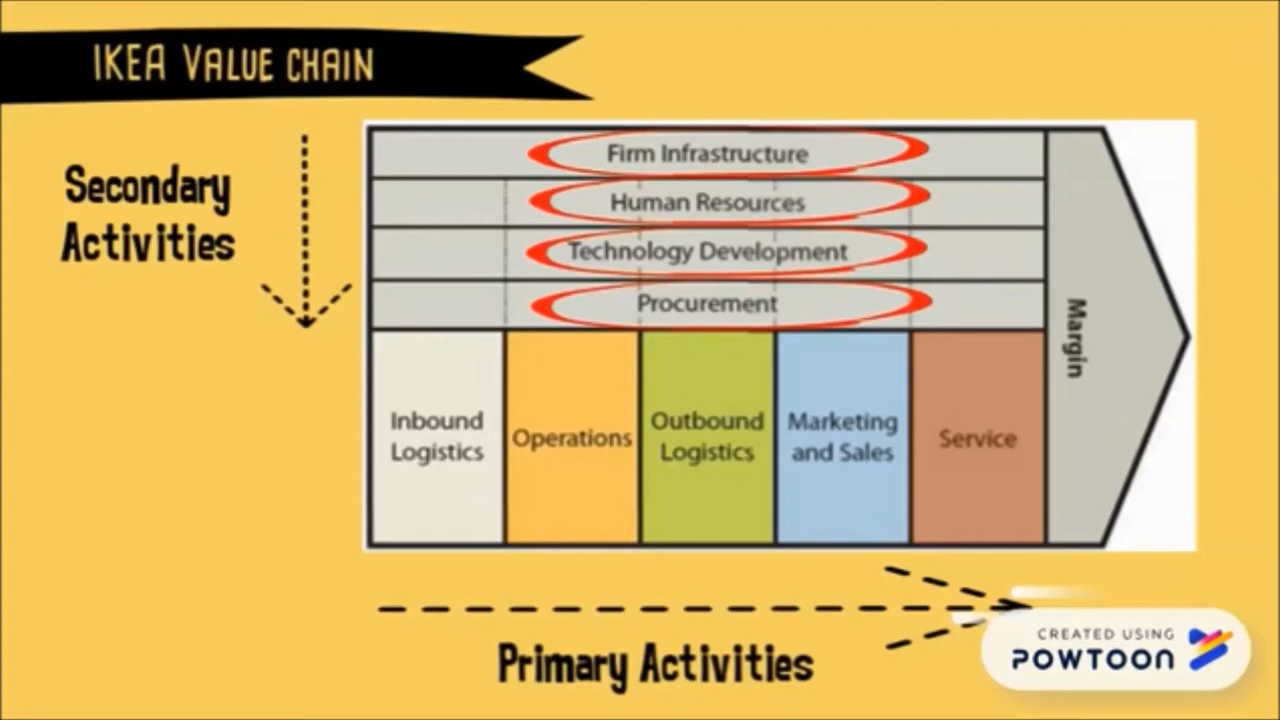 IKEA VALUE CHAIN
Secondary
Activities
Firm Infrastructure
Human Resources
Technology Development
Procurement
Inbound
Logistics
Operations
Outbound
Logistics
Marketing
and Sales
Service
Margin
Primary Activities
CREATED USING
POWTOON